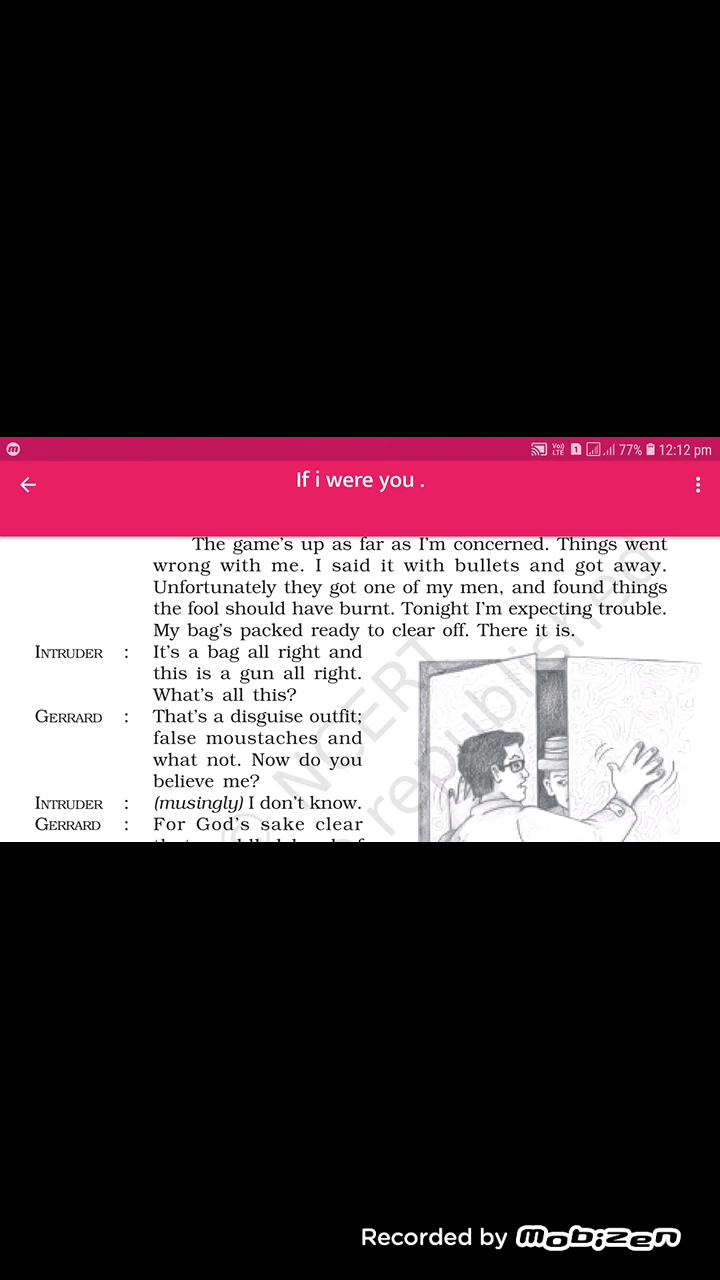 77% 12:12 pm
If i were you .
The game's up as far as I'm concerned. Things went
wrong with me. I said it with bullets and got away.
Unfortunately they got one of my men, and found things
the fool should have burnt. Tonight I'm expecting trouble.
My bag's packed ready to clear off. There it is.
INTRUDER : It's a bag all right and
this is a gun all right.
What's all this?
GERRARD : That's a disguise outfit;
false moustaches and
what not. Now do you
believe me?
INTRUDER : (musingly) I don't know.
GERRARD : For God's sake clear
© NCERT
republished
Recorded by mobizen